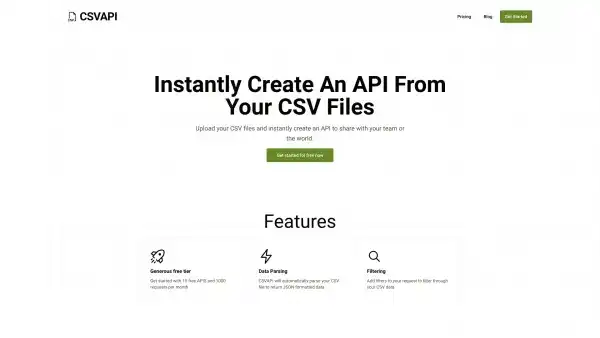 CSVAPI
Pricing
Blog
Get Started
Instantly Create An API From
Your CSV Files
Upload your CSV files and instantly create an API to share with your team or
the world.
Get started for free now
Features
Generous free tier
Get started with 10 free APIS and 1000
requests per month
Data Parsing
CSVAPI will automatically parse your CSV
file to return JSON formatted data.
Filtering
Add filters to your request to filter through
your CSV data